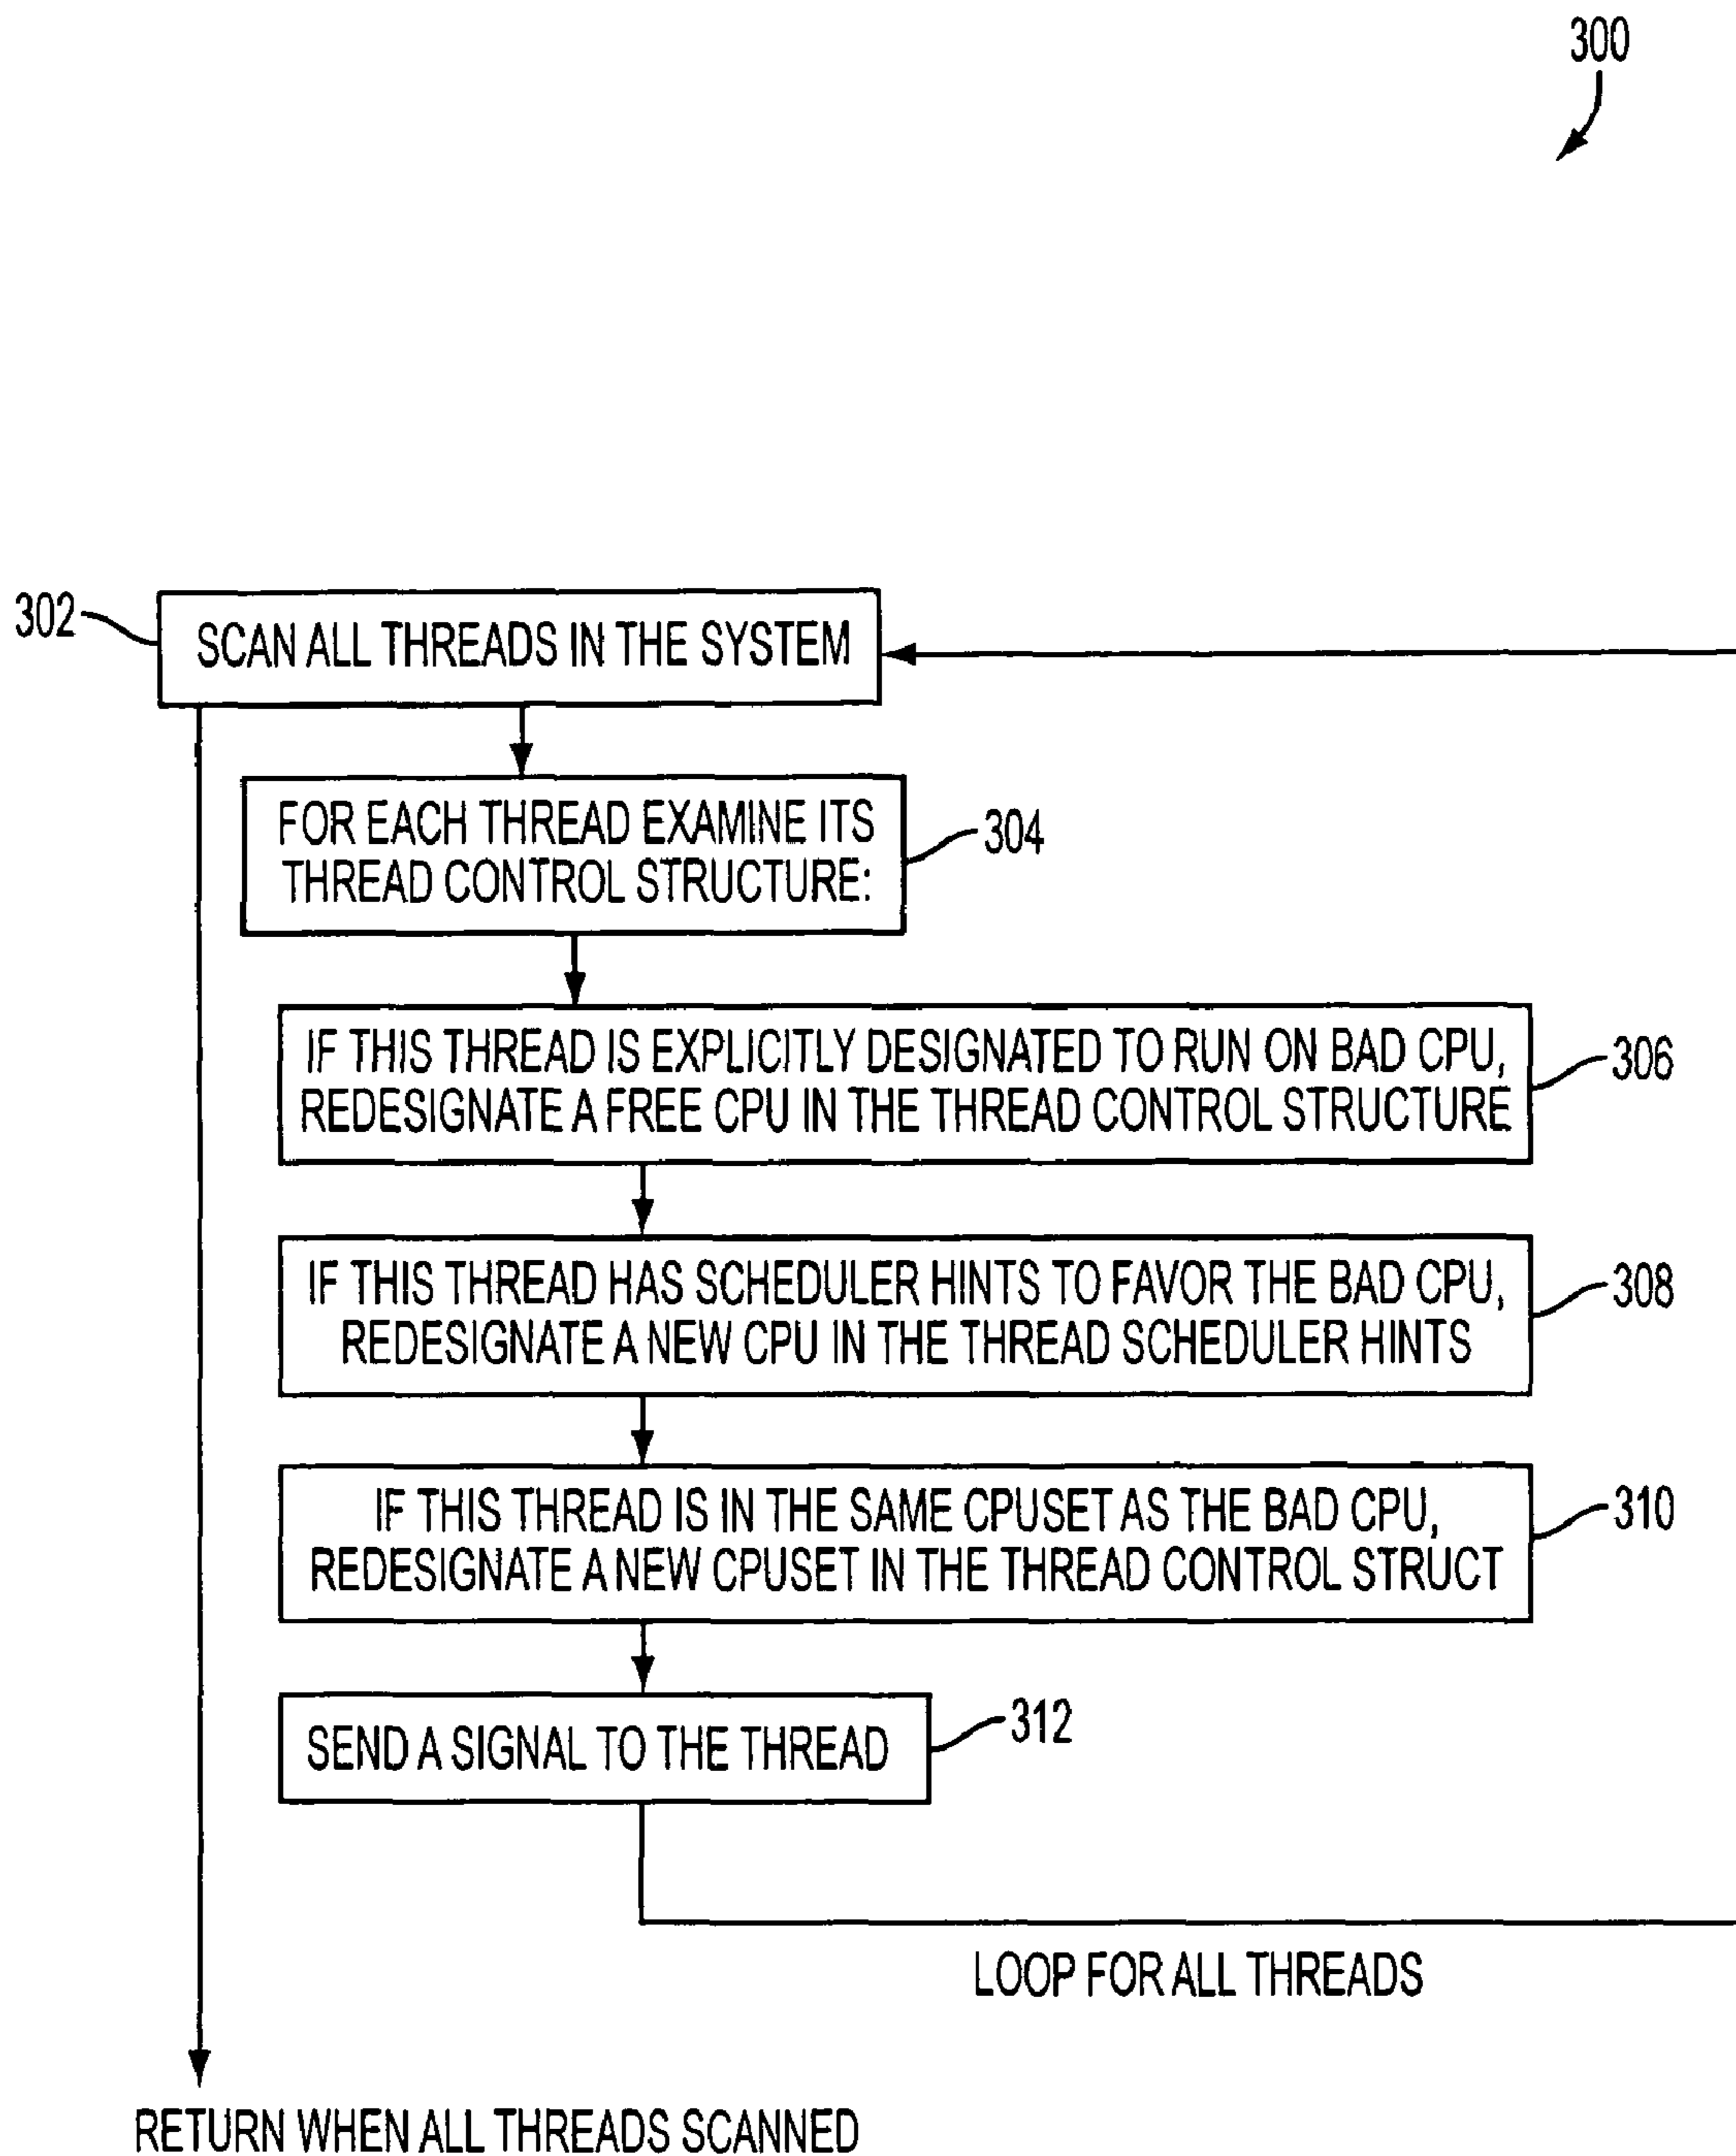 300
302
SCAN ALL THREADS IN THE SYSTEM
FOR EACH THREAD EXAMINE ITS
THREAD CONTROL STRUCTURE:
304
IF THIS THREAD IS EXPLICITLY DESIGNATED TO RUN ON BAD CPU,
REDESIGNATE A FREE CPU IN THE THREAD CONTROL STRUCTURE
306
IF THIS THREAD HAS SCHEDULER HINTS TO FAVOR THE BAD CPU,
REDESIGNATE A NEW CPU IN THE THREAD SCHEDULER HINTS
308
IF THIS THREAD IS IN THE SAME CPUSET AS THE BAD CPU,
REDESIGNATE A NEW CPUSET IN THE THREAD CONTROL STRUCT
310
SEND A SIGNAL TO THE THREAD
312
LOOP FOR ALL THREADS
RETURN WHEN ALL THREADS SCANNED